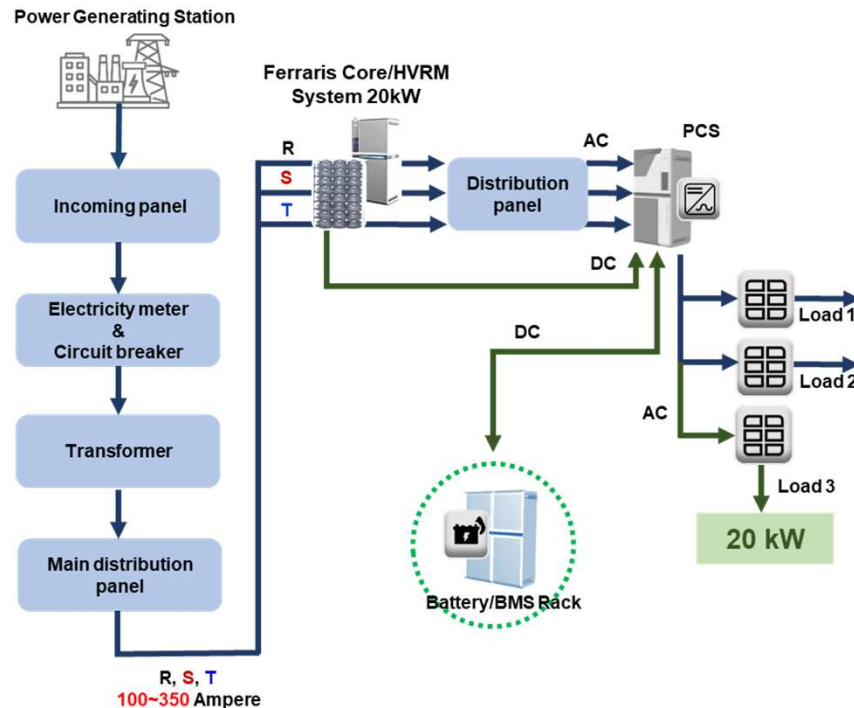 Power Generating Station
Incoming panel
Electricity meter
&
Circuit breaker
Transformer
Main distribution
panel
R, S, T
100~350 Ampere
Ferraris Core/HVRM
System 20kW
R
S
T
Distribution
panel
AC
PCS
DC
DC
Battery/BMS Rack
Load 1
Load 2
AC
Load 3
20 kW